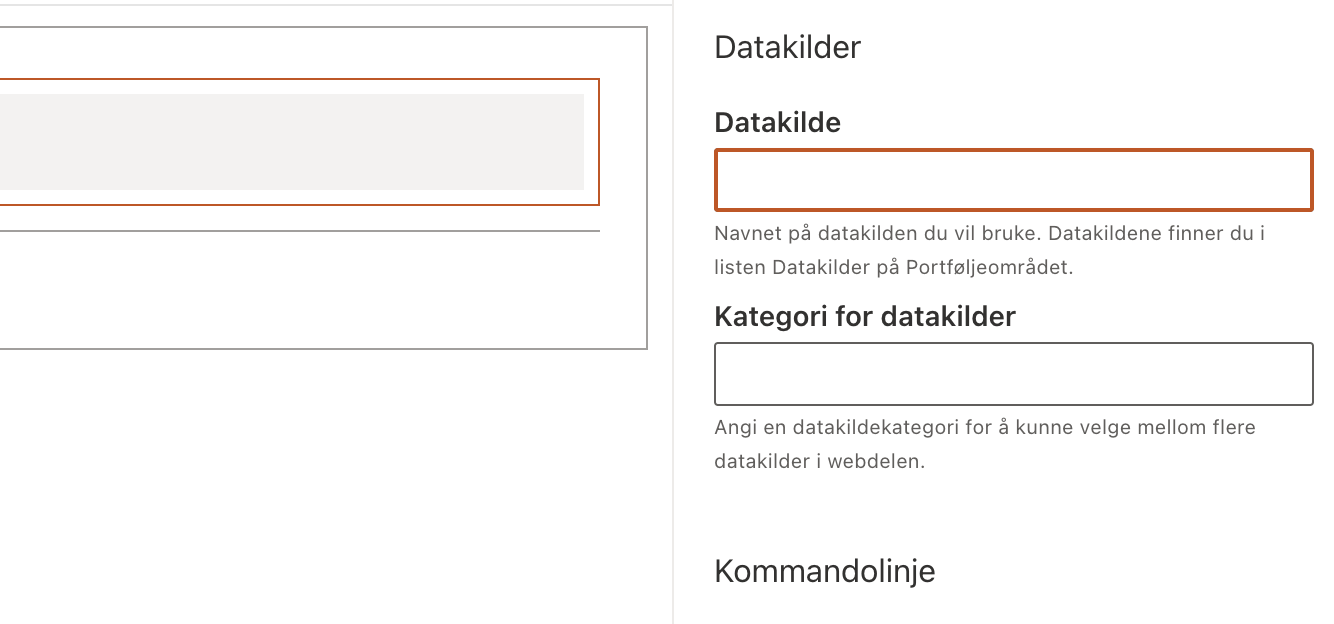 Datakilder
Datakilde
Navnet på datakilden du vil bruke. Datakildene finner du i
listen Datakilder på Portføljeområdet.
Kategori for datakilder
Angi en datakildekategori for å kunne velge mellom flere
datakilder i webdelen.
Kommandolinje